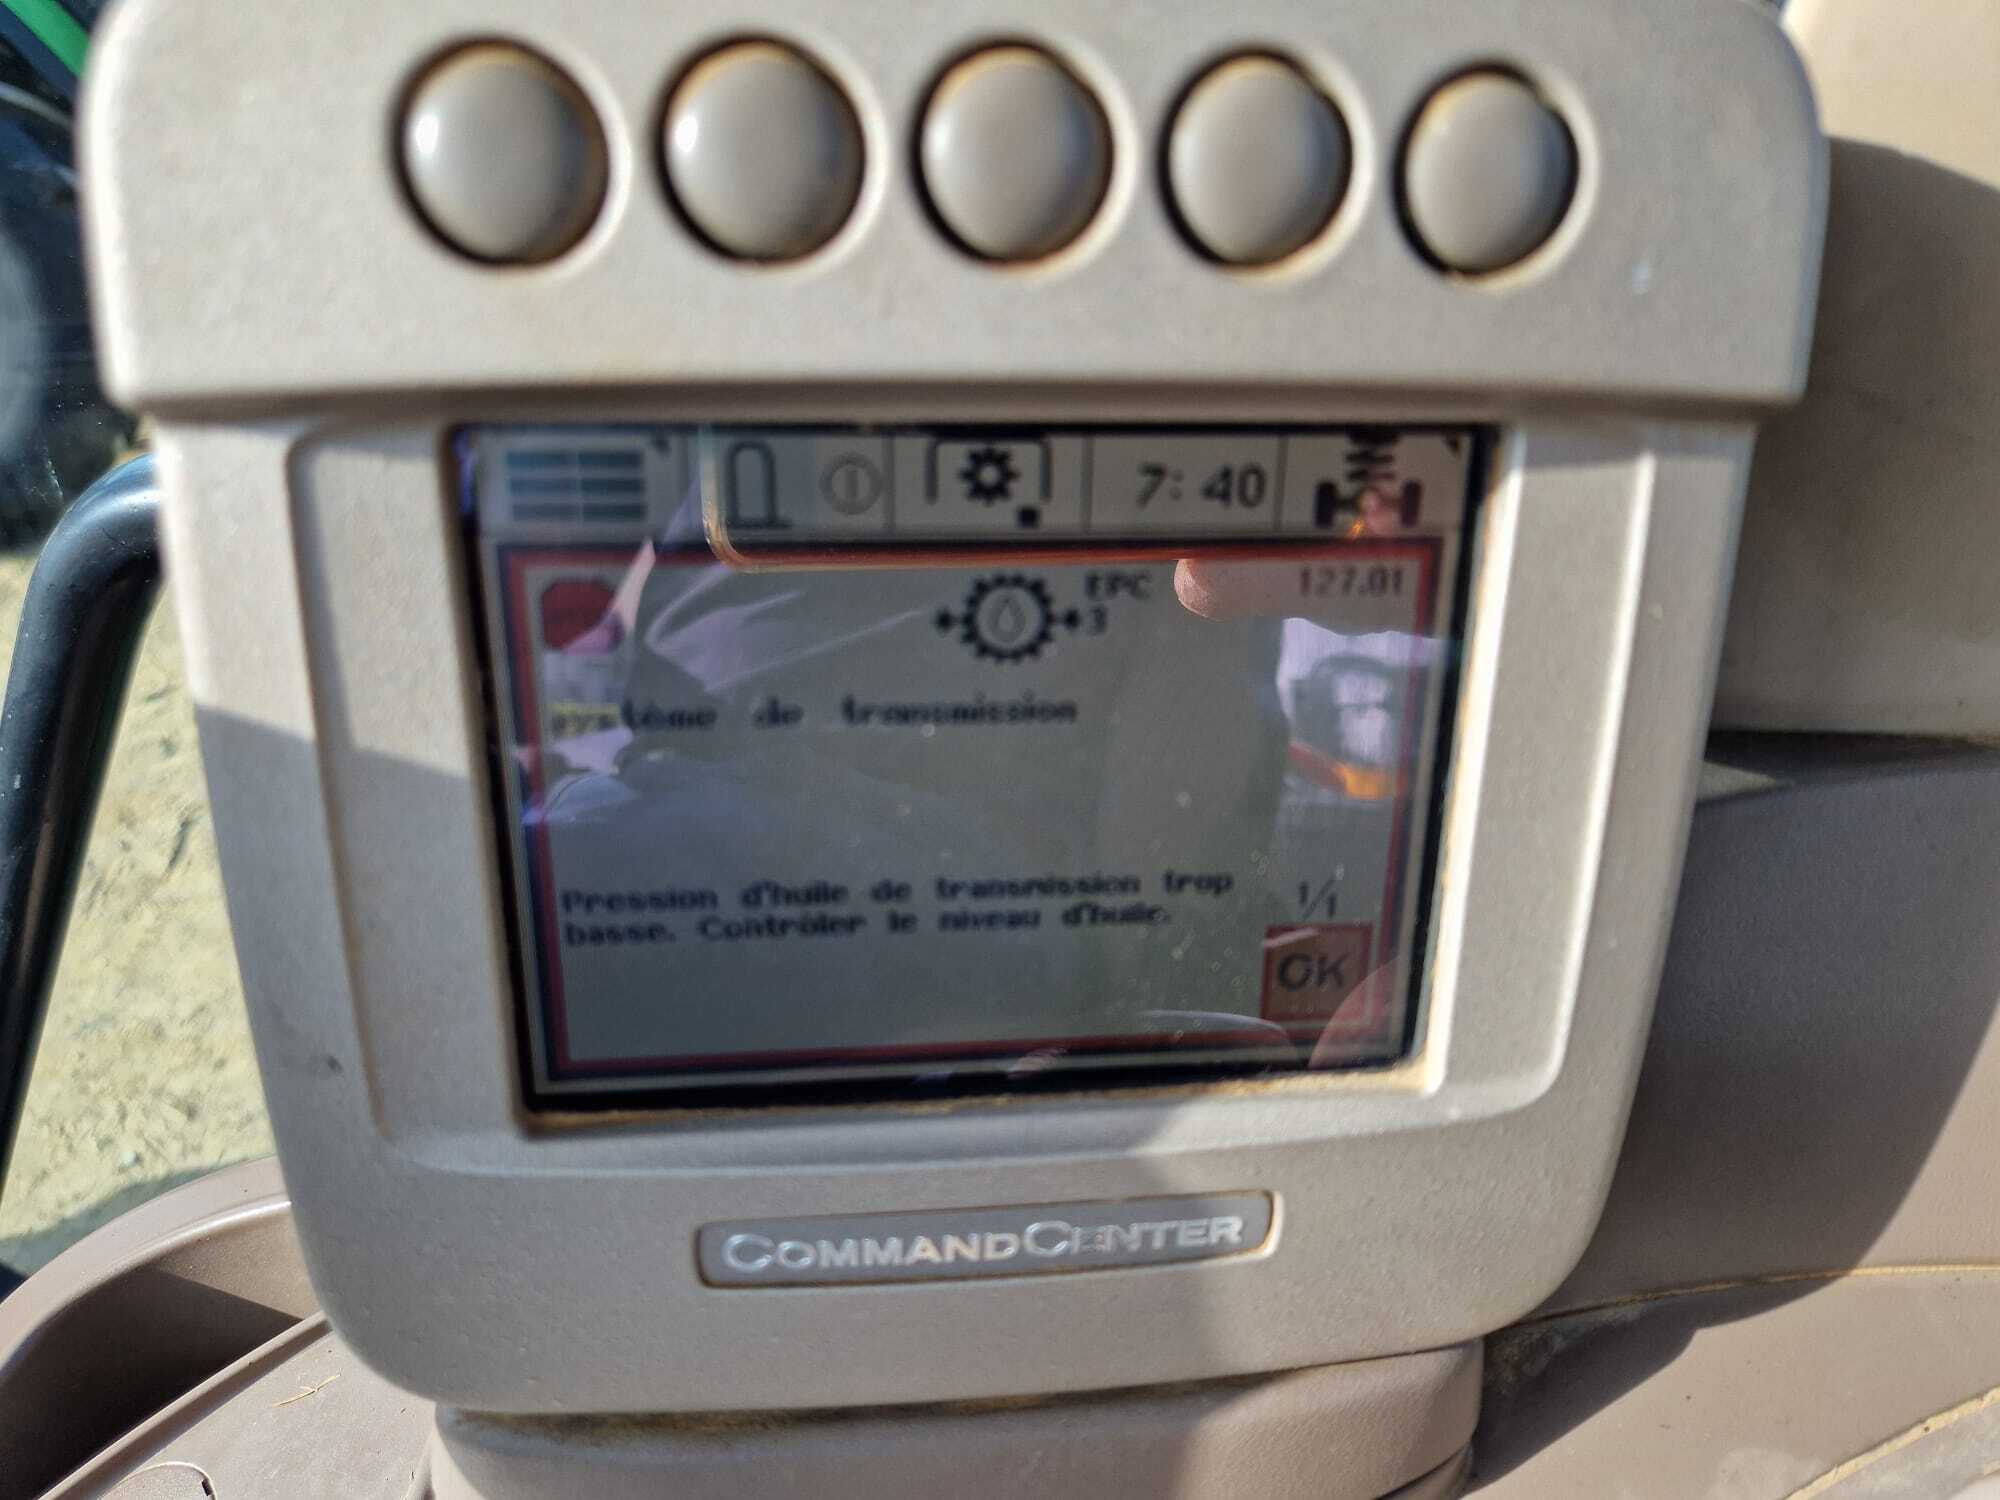 7:40
EPC 127.01
3
système de transmission
Pression d'huile de transmission trop
basse. Contrôler le niveau d'huile.
1/1
OK
COMMANDCENTER